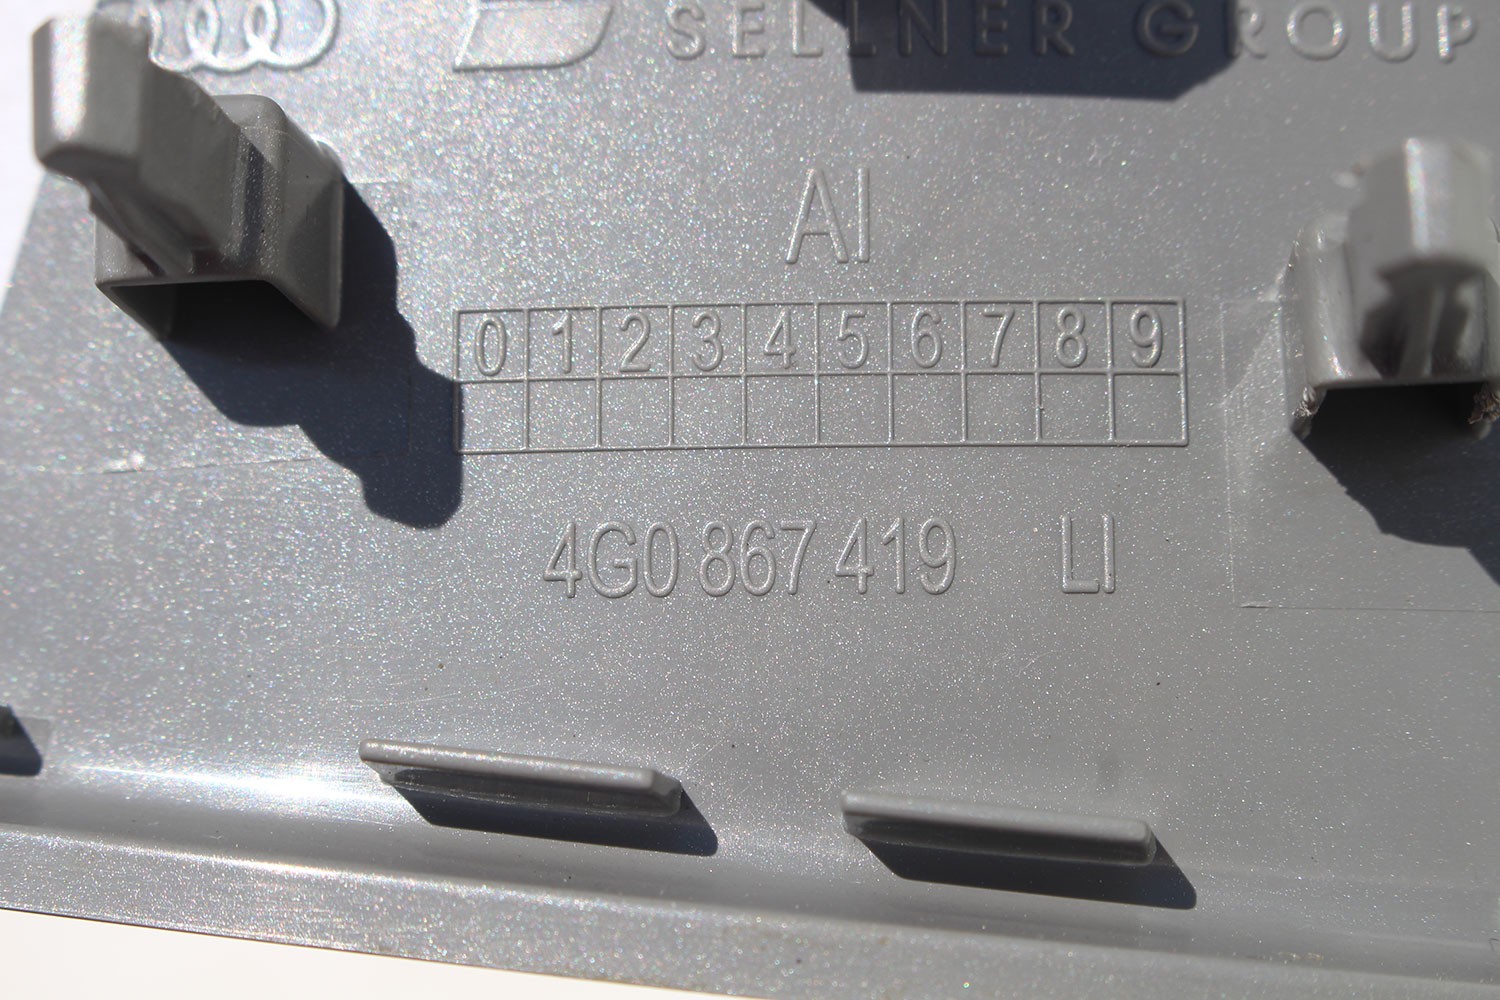 SELLNER GROUP
AI
0 1 2 3 4 5 6 7 8 9
4G0 867 419 LI